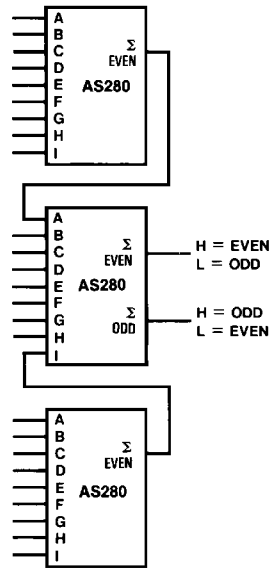 A
B
C
D
E
F
G
H
I
Σ
EVEN
AS280
A
B
C
D
E
F
G
H
I
Σ
EVEN
AS280
Σ
ODD
H = EVEN
L = ODD
H = ODD
L = EVEN
A
B
C
D
E
F
G
H
I
Σ
EVEN
AS280